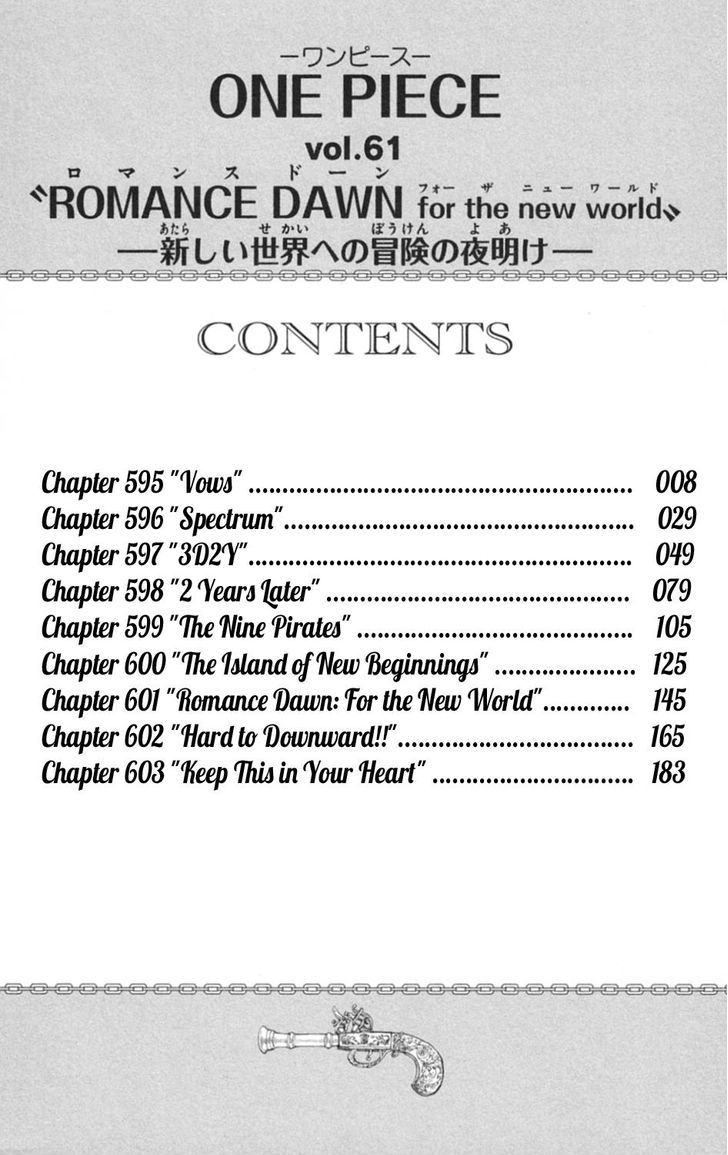 ーワンピースー
ONE PIECE
vol.61
ロマンス ドーン フォー ザ ニュー ワールド
〝ROMANCE DAWN for the new world〟
あたら せかい ぼうけん よあ
―新しい世界への冒険の夜明け―
CONTENTS
Chapter 595 "Vows" ........................................................ 008
Chapter 596 "Spectrum"................................................... 029
Chapter 597 "3D2Y"........................................................ 049
Chapter 598 "2 Years Later" ............................................ 079
Chapter 599 "The Nine Pirates" ........................................ 105
Chapter 600 "The Island of New Beginnings" ..................... 125
Chapter 601 "Romance Dawn: For the New World"............. 145
Chapter 602 "Hard to Downward!!".................................. 165
Chapter 603 "Keep This in Your Heart" ............................. 183